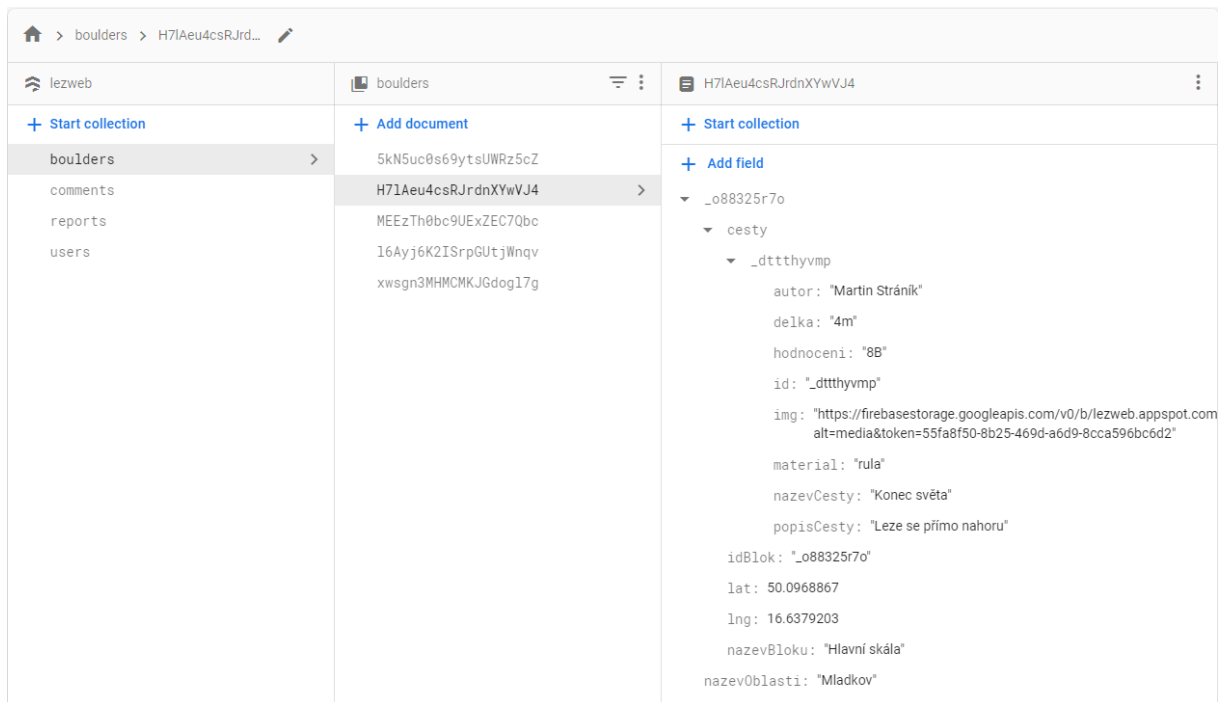 boulders > H7lAeu4csRJrd...
lezweb
Start collection
boulders
comments
reports
users
boulders
Add document
5kN5uc0s69ytsUWRz5cZ
H7lAeu4csRJrdnXYwVJ4
MEEzTh0bc9UExZEC7Qbc
l6Ayj6K2ISrpGUtjWnqv
xwsgn3MHMCMKJGdogl7g
H7lAeu4csRJrdnXYwVJ4
Start collection
Add field
_o88325r7o
cesty
_dttthyvmp
autor: "Martin Stráník"
delka: "4m"
hodnoceni: "8B"
id: "_dttthyvmp"
img: "https://firebasestorage.googleapis.com/v0/b/lezweb.appspot.com
alt=media&token=55fa8f50-8b25-469d-a6d9-8cca596bc6d2"
material: "rula"
nazevCesty: "Konec světa"
popisCesty: "Leze se přímo nahoru"
idBlok: "_o88325r7o"
lat: 50.0968867
lng: 16.6379203
nazevBloku: "Hlavní skála"
nazevOblasti: "Mladkov"